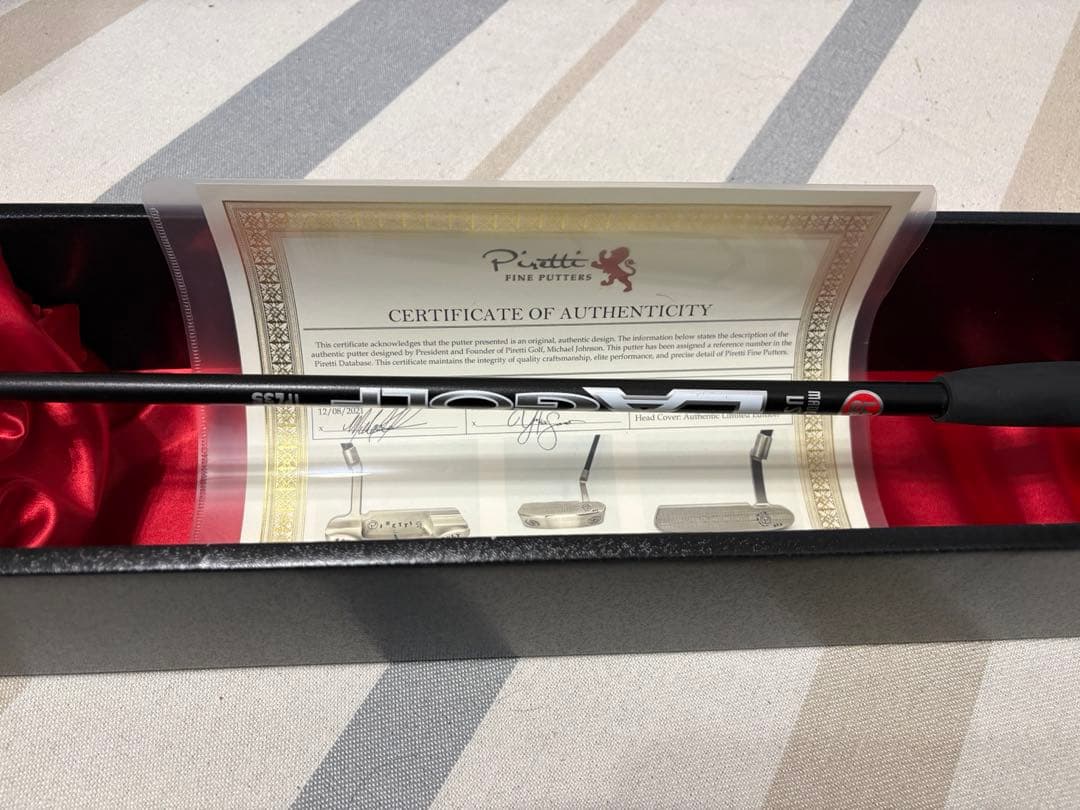 Piretti
FINE PUTTERS
CERTIFICATE OF AUTHENTICITY
This certificate acknowledges that the putter presented is an original, authentic design. The information below states the description of the
authentic putter designed by President and Founder of Piretti Golf, Michael Johnson. This putter has been assigned a reference number in the
Piretti Database. This certificate maintains the integrity of quality craftsmanship, elite performance, and precise detail of Piretti Fine Putters.
LAGOLF
12/08/2021
x
x
Head Cover: Authentic Limited Edition
PIRETTI